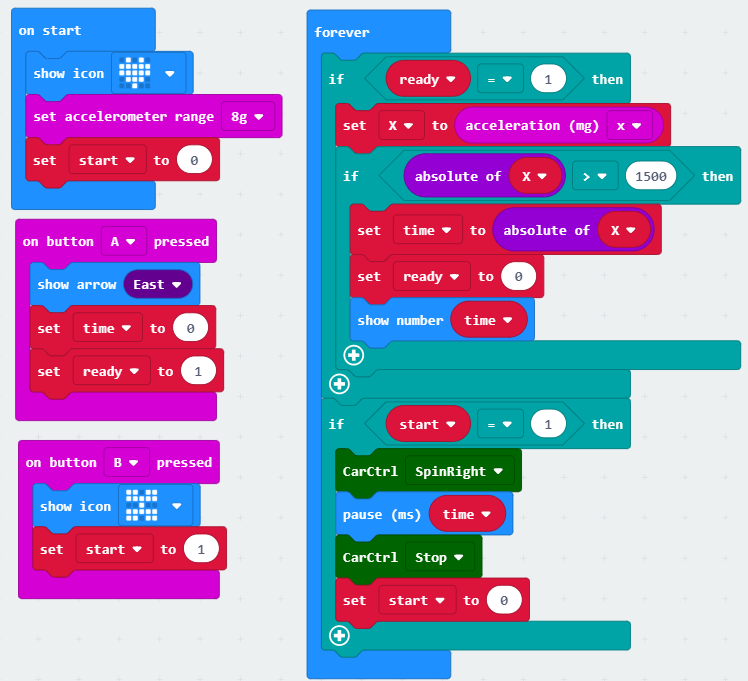 on start
show icon
set accelerometer range 8g
set start to 0
on button A pressed
show arrow East
set time to 0
set ready to 1
on button B pressed
show icon
set start to 1
forever
if ready = 1 then
set X to acceleration (mg) x
if absolute of X > 1500 then
set time to absolute of X
set ready to 0
show number time
if start = 1 then
CarCtrl SpinRight
pause (ms) time
CarCtrl Stop
set start to 0